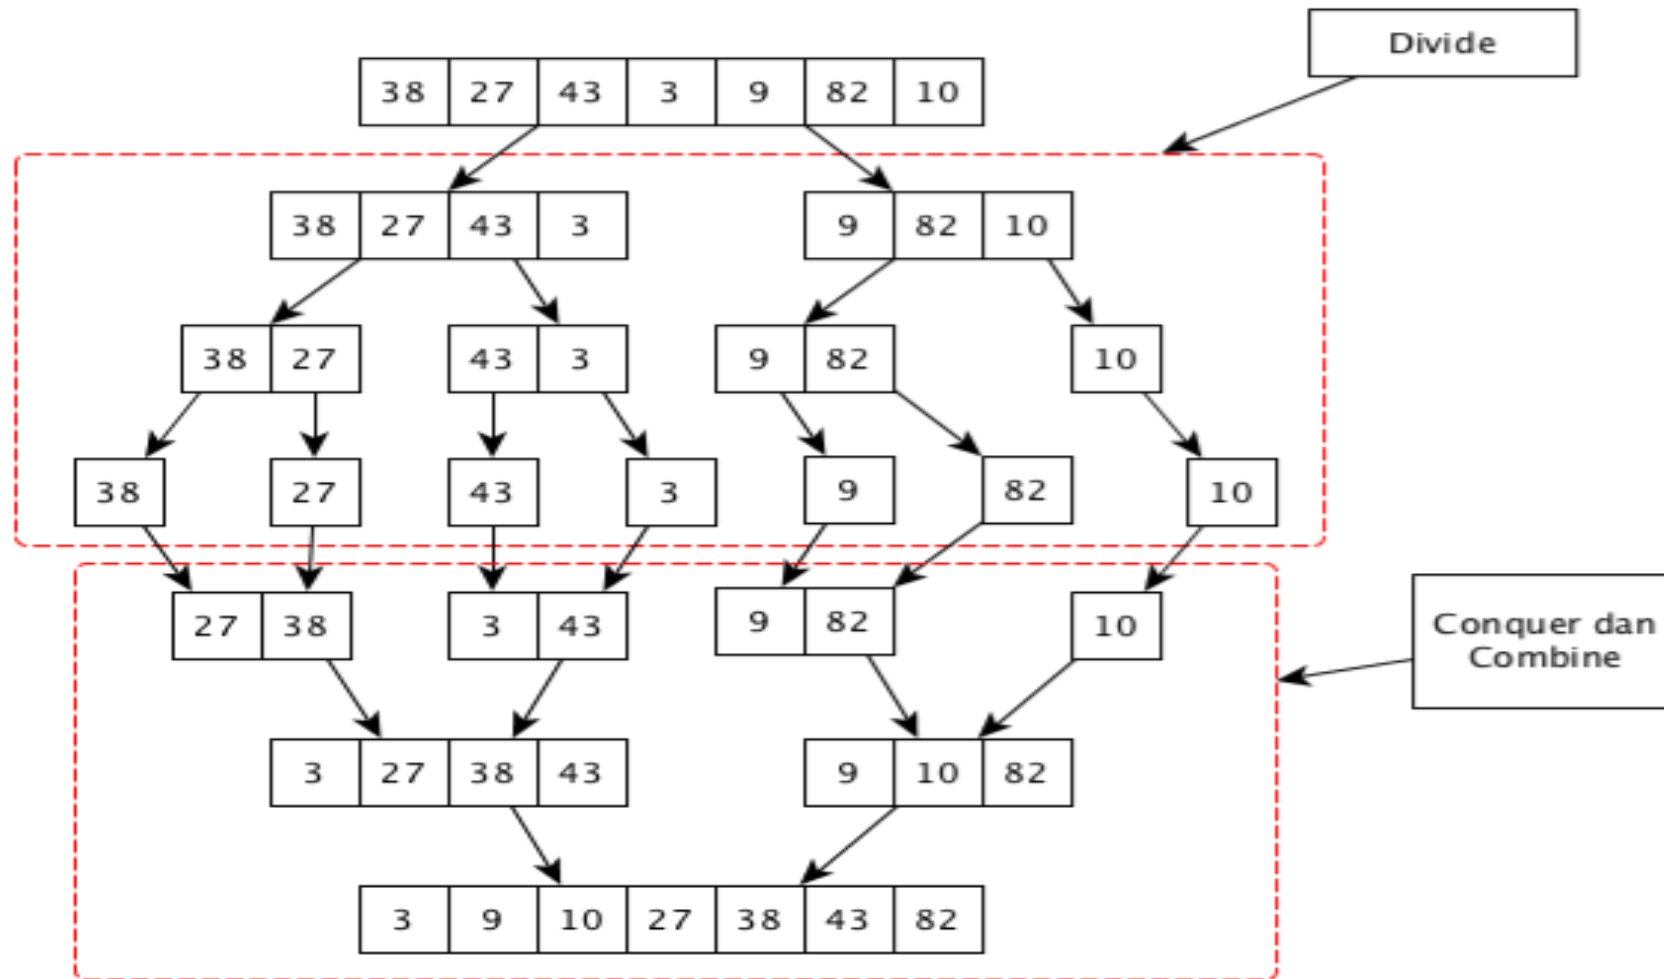 Divide
38 27 43 3 9 82 10
38 27 43 3 9 82 10
38 27 43 3 9 82 10
38 27 43 3 9 82 10
27 38 3 43 9 82 10
Conquer dan
Combine
3 27 38 43 9 10 82
3 9 10 27 38 43 82